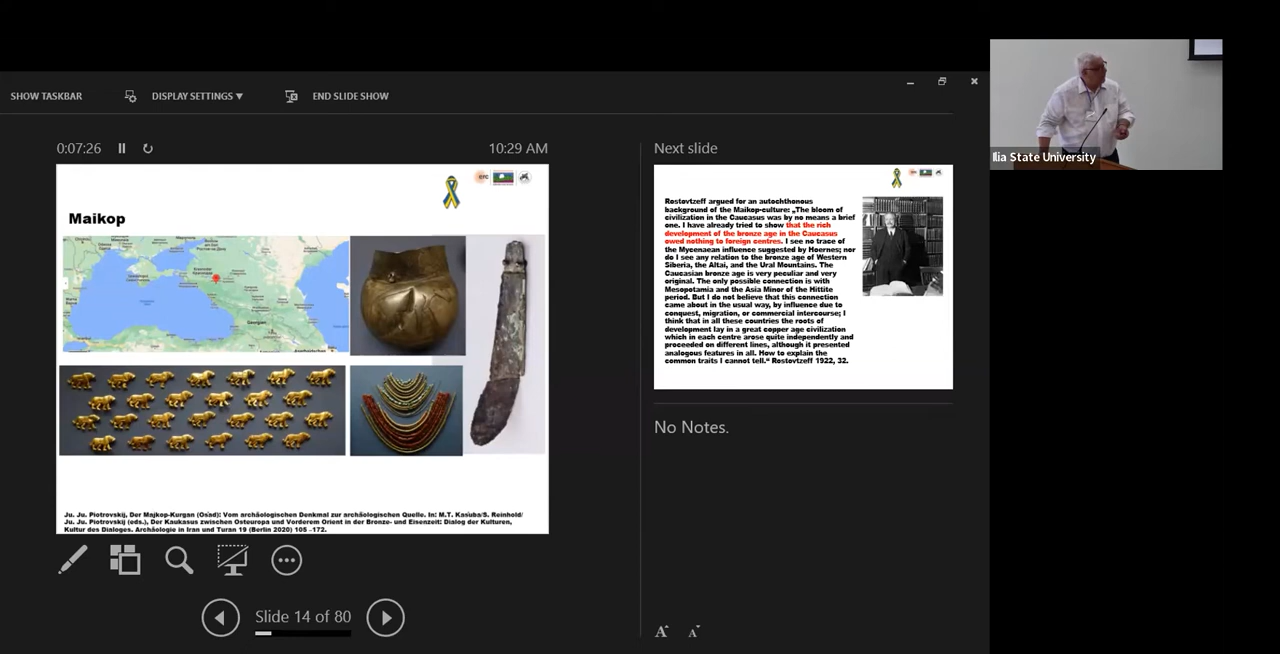 SHOW TASKBAR
DISPLAY SETTINGS ▼
END SLIDE SHOW
0:07:26
10:29 AM
Maikop
Georgien
Ju. Ju. Piotrovskij, Der Majkop-Kurgan (Ošad): Vom archäologischen Denkmal zur archäologischen Quelle. In: M.T. Kašuba/S. Reinhold/
Ju. Ju. Piotrovskij (eds.), Der Kaukasus zwischen Osteuropa und Vorderem Orient in der Bronze- und Eisenzeit: Dialog der Kulturen,
Kultur des Dialoges. Archäologie in Iran und Turan 19 (Berlin 2020) 105 –172.
Slide 14 of 80
Next slide
erc
Rostovtzeff argued for an autochthonous
background of the Maikop-culture: „The bloom of
civilization in the Caucasus was by no means a brief
one. I have already tried to show that the rich
development of the bronze age in the Caucasus
owed nothing to foreign centres. I see no trace of
the Mycenaean influence suggested by Hoernes; nor
do I see any relation to the bronze age of Western
Siberia, the Altai, and the Ural Mountains. The
Caucasian bronze age is very peculiar and very
original. The only possible connection is with
Mesopotamia and the Asia Minor of the Hittite
period. But I do not believe that this connection
came about in the usual way, by influence due to
conquest, migration, or commercial intercourse; I
think that in all these countries the roots of
development lay in a great copper age civilization
which in each centre arose quite independently and
proceeded on different lines, although it presented
analogous features in all. How to explain the
common traits I cannot tell.“ Rostovtzeff 1922, 32.
No Notes.
A A
Ilia State University